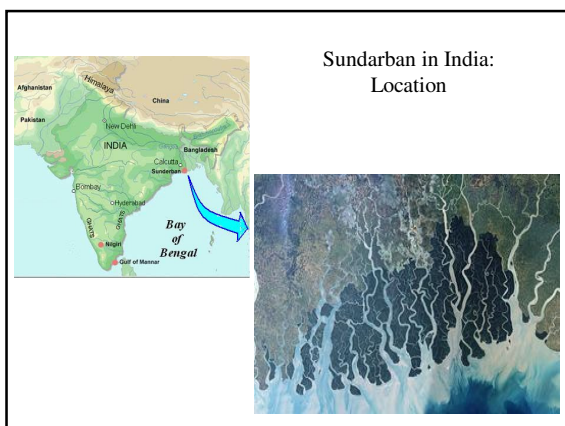 Sundarban in India:
Location
Afghanistan
Himalaya
China
Pakistan
New Delhi
INDIA
Bangladesh
Calcutta
Sunderban
Bombay
Hyderabad
GHATS
GHATS
Bay
of
Bengal
Nilgiri
Gulf of Mannar